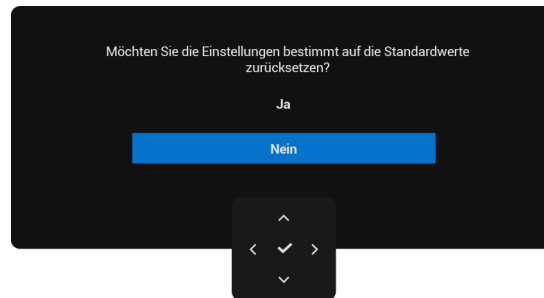 Möchten Sie die Einstellungen bestimmt auf die Standardwerte
zurücksetzen?
Ja
Nein